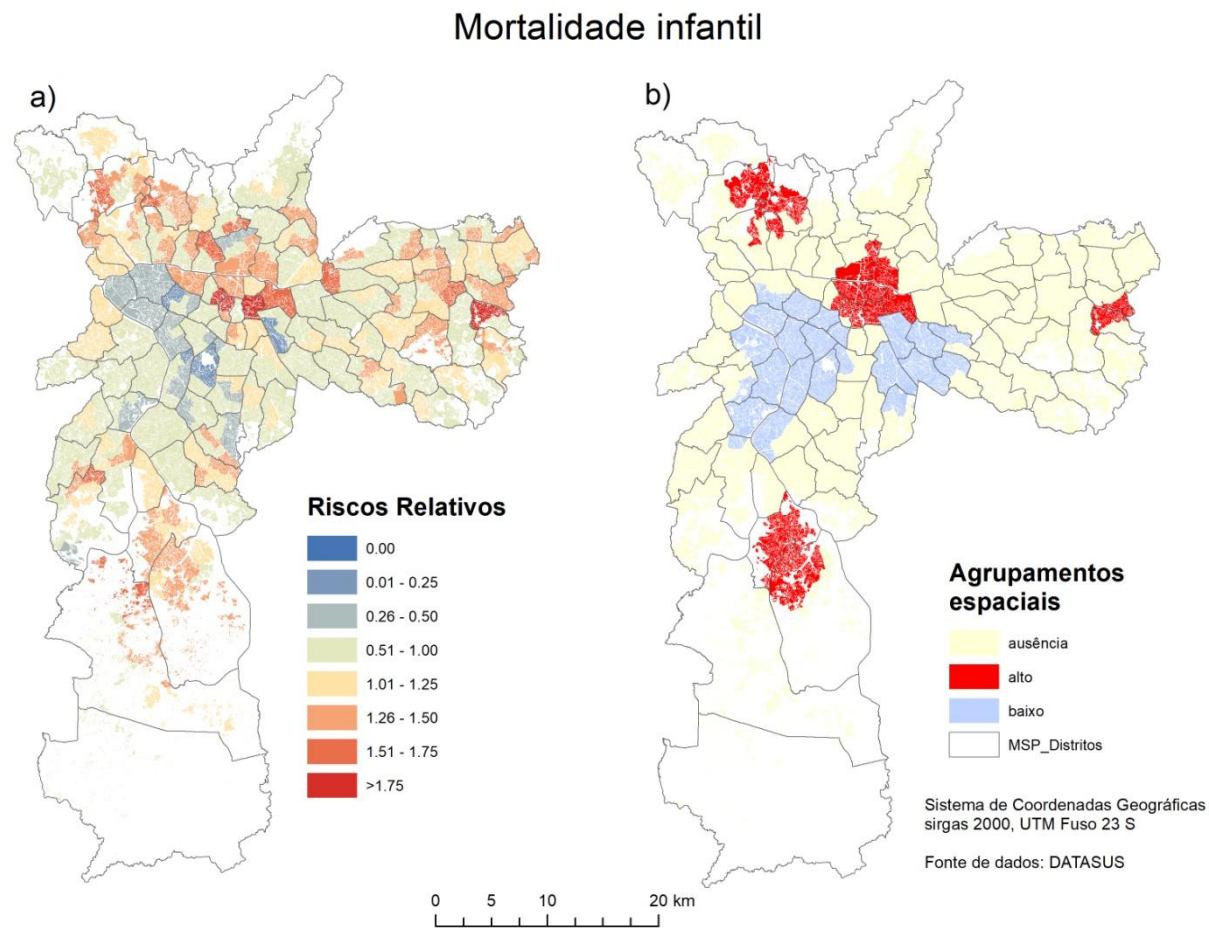 Mortalidade infantil
a)
b)
Riscos Relativos
0.00
0.01 - 0.25
0.26 - 0.50
0.51 - 1.00
1.01 - 1.25
1.26 - 1.50
1.51 - 1.75
>1.75
Agrupamentos
espaciais
ausência
alto
baixo
MSP_Distritos
Sistema de Coordenadas Geográficas
sirgas 2000, UTM Fuso 23 S
Fonte de dados: DATASUS
0 10 20 km